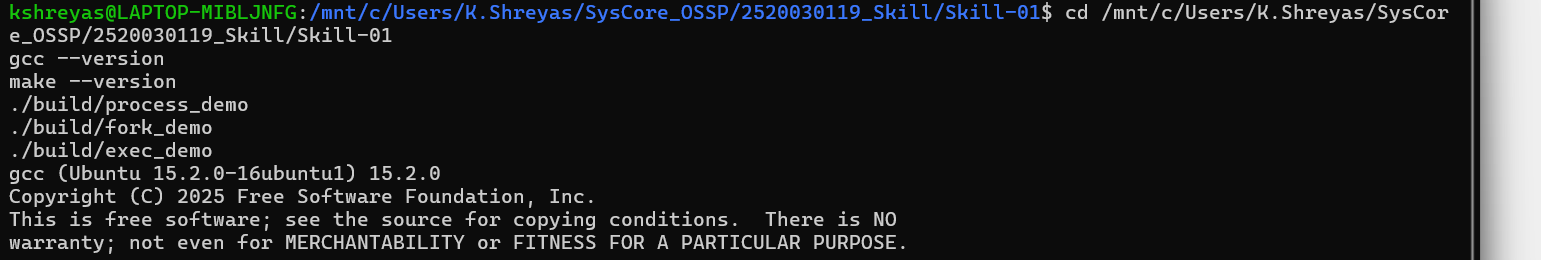 kshreyas@LAPTOP-MIBLJNFG:/mnt/c/Users/K.Shreyas/SysCore_OSSP/2520030119_Skill/Skill-01$ cd /mnt/c/Users/K.Shreyas/SysCor
e_OSSP/2520030119_Skill/Skill-01
gcc --version
make --version
./build/process_demo
./build/fork_demo
./build/exec_demo
gcc (Ubuntu 15.2.0-16ubuntu1) 15.2.0
Copyright (C) 2025 Free Software Foundation, Inc.
This is free software; see the source for copying conditions.  There is NO
warranty; not even for MERCHANTABILITY or FITNESS FOR A PARTICULAR PURPOSE.